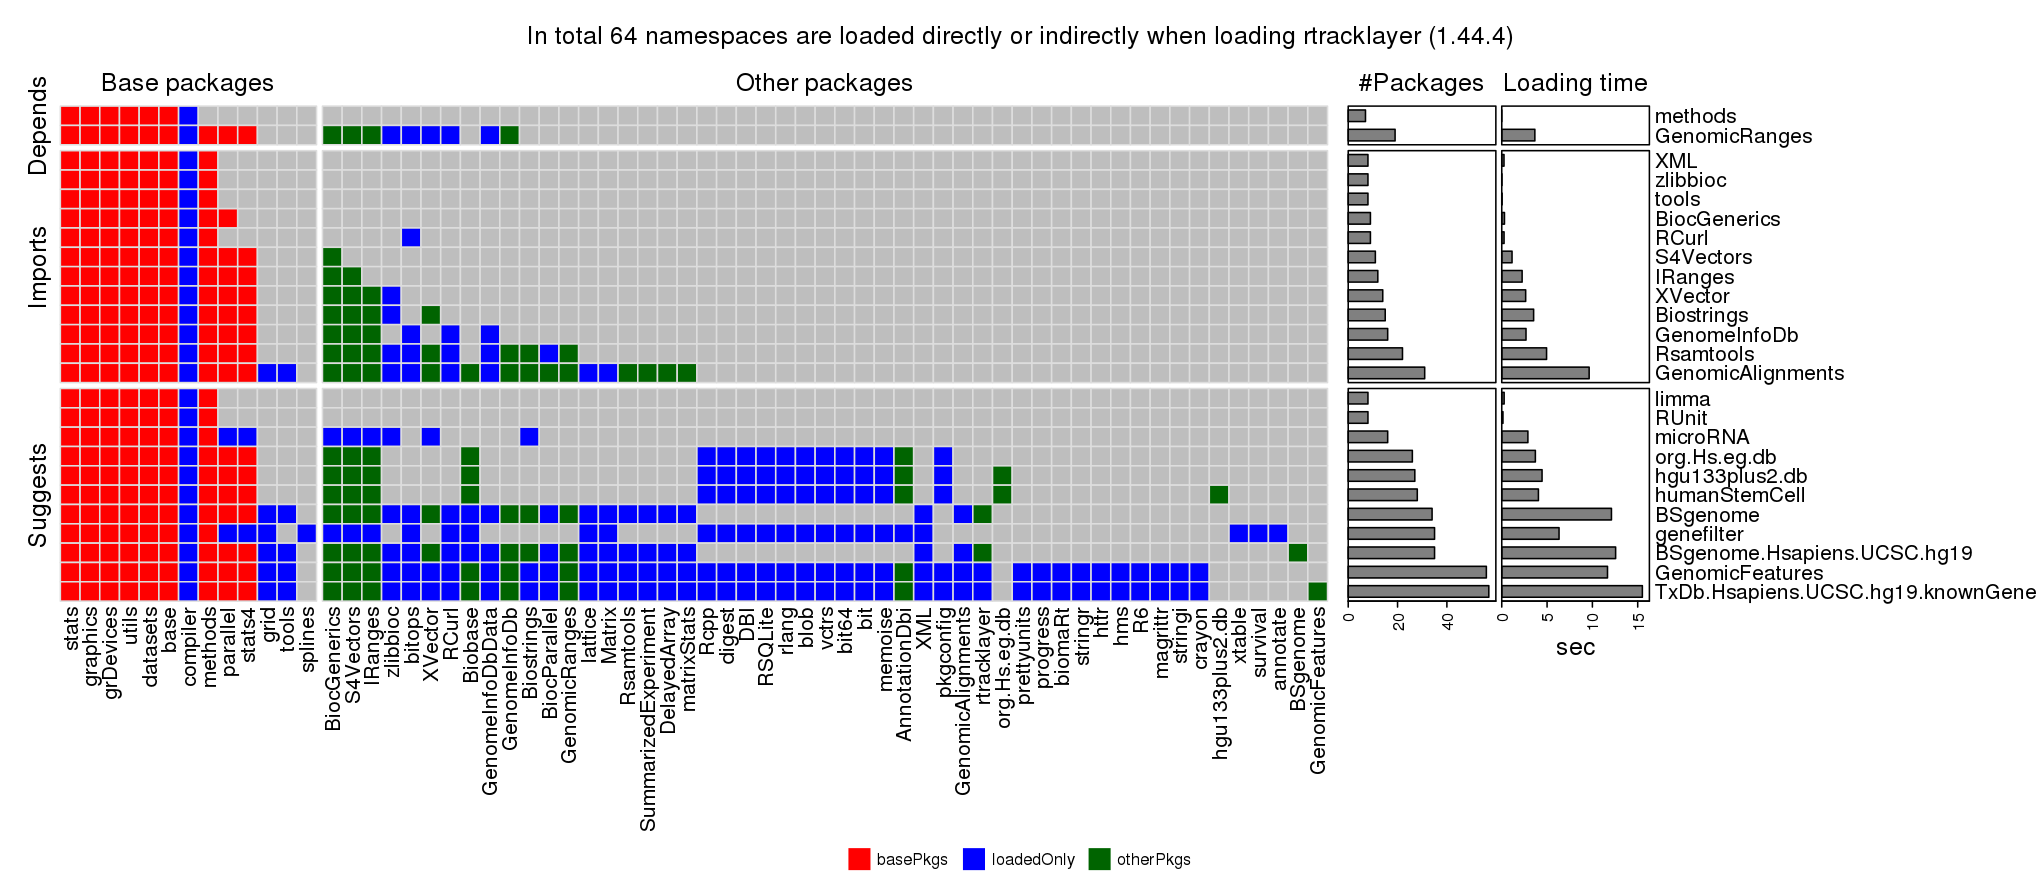 In total 64 namespaces are loaded directly or indirectly when loading rtracklayer (1.44.4)
Base packages
Other packages
#Packages
Loading time
Depends
methods
GenomicRanges
Imports
XML
zlibbioc
tools
BiocGenerics
RCurl
S4Vectors
IRanges
XVector
Biostrings
GenomeInfoDb
Rsamtools
GenomicAlignments
Suggests
limma
RUnit
microRNA
org.Hs.eg.db
hgu133plus2.db
humanStemCell
BSgenome
genefilter
BSgenome.Hsapiens.UCSC.hg19
GenomicFeatures
TxDb.Hsapiens.UCSC.hg19.knownGene
stats
graphics
grDevices
utils
datasets
base
compiler
methods
parallel
stats4
grid
tools
splines
BiocGenerics
S4Vectors
IRanges
zlibbioc
bitops
XVector
RCurl
Biobase
GenomeInfoDbData
GenomeInfoDb
Biostrings
BiocParallel
GenomicRanges
lattice
Matrix
Rsamtools
SummarizedExperiment
DelayedArray
matrixStats
Rcpp
digest
DBI
RSQLite
rlang
blob
vctrs
bit64
bit
memoise
AnnotationDbi
XML
pkgconfig
GenomicAlignments
rtracklayer
org.Hs.eg.db
prettyunits
progress
biomaRt
stringr
httr
hms
R6
magrittr
stringi
crayon
hgu133plus2.db
xtable
survival
annotate
BSgenome
GenomicFeatures
0
20
40
0
5
10
15
sec
basePkgs
loadedOnly
otherPkgs